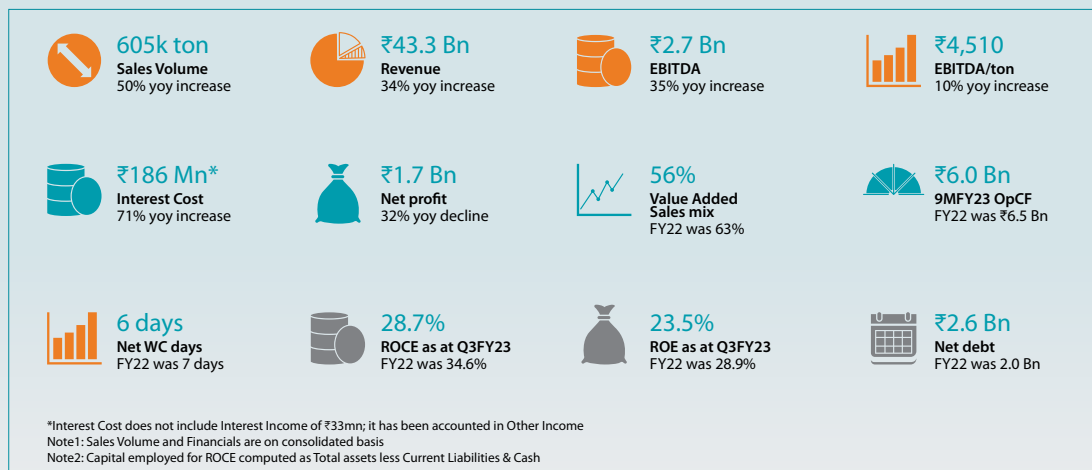 605k ton
Sales Volume
50% yoy increase
₹43.3 Bn
Revenue
34% yoy increase
₹2.7 Bn
EBITDA
35% yoy increase
₹4,510
EBITDA/ton
10% yoy increase
₹186 Mn*
Interest Cost
71% yoy increase
₹1.7 Bn
Net profit
32% yoy decline
56%
Value Added
Sales mix
FY22 was 63%
₹6.0 Bn
9MFY23 OpCF
FY22 was ₹6.5 Bn
6 days
Net WC days
FY22 was 7 days
28.7%
ROCE as at Q3FY23
FY22 was 34.6%
23.5%
ROE as at Q3FY23
FY22 was 28.9%
₹2.6 Bn
Net debt
FY22 was 2.0 Bn
*Interest Cost does not include Interest Income of ₹33mn; it has been accounted in Other Income
Note1: Sales Volume and Financials are on consolidated basis
Note2: Capital employed for ROCE computed as Total assets less Current Liabilities & Cash